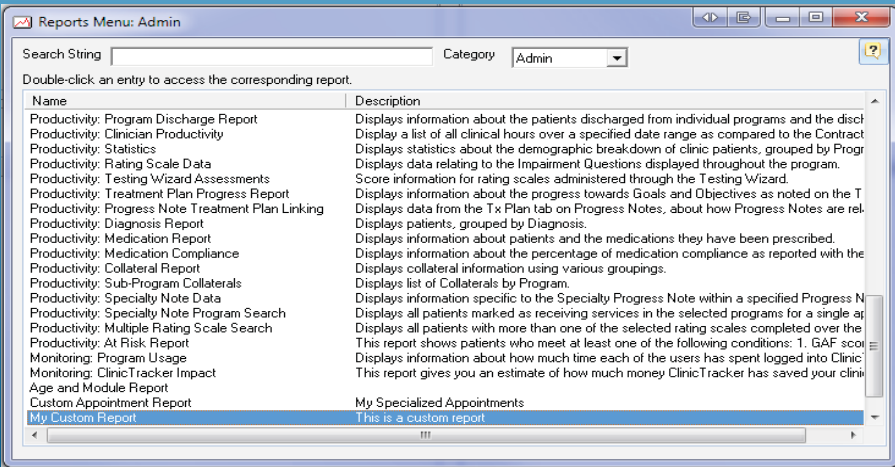 Reports Menu: Admin
Search String Category Admin
Double-click an entry to access the corresponding report.
Name Description
Productivity: Program Discharge Report Displays information about the patients discharged from individual programs and the disch
Productivity: Clinician Productivity Display a list of all clinical hours over a specified date range as compared to the Contract
Productivity: Statistics Displays statistics about the demographic breakdown of clinic patients, grouped by Progr
Productivity: Rating Scale Data Displays data relating to the Impairment Questions displayed throughout the program.
Productivity: Testing Wizard Assessments Score information for rating scales administered through the Testing Wizard.
Productivity: Treatment Plan Progress Report Displays information about the progress towards Goals and Objectives as noted on the T
Productivity: Progress Note Treatment Plan Linking Displays data from the Tx Plan tab on Progress Notes, about how Progress Notes are rel
Productivity: Diagnosis Report Displays patients, grouped by Diagnosis.
Productivity: Medication Report Displays information about patients and the medications they have been prescribed.
Productivity: Medication Compliance Displays information about the percentage of medication compliance as reported with the
Productivity: Collateral Report Displays collateral information using various groupings.
Productivity: Sub-Program Collaterals Displays list of Collaterals by Program.
Productivity: Specialty Note Data Displays information specific to the Specialty Progress Note within a specified Progress N
Productivity: Specialty Note Program Search Displays all patients marked as receiving services in the selected programs for a single ap
Productivity: Multiple Rating Scale Search Displays all patients with more than one of the selected rating scales completed over the
Productivity: At Risk Report This report shows patients who meet at least one of the following conditions: 1. GAF scor
Monitoring: Program Usage Displays information about how much time each of the users has spent logged into Clinic
Monitoring: ClinicTracker Impact This report gives you an estimate of how much money ClinicTracker has saved your clini
Age and Module Report
Custom Appointment Report My Specialized Appointments
My Custom Report This is a custom report